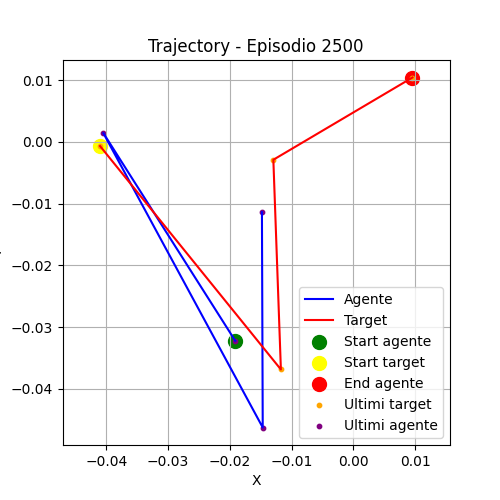 Trajectory - Episodio 2500
0.01
0.00
−0.01
−0.02
−0.03
−0.04
Agente
Target
Start agente
Start target
End agente
Ultimi target
Ultimi agente
−0.04 −0.03 −0.02 −0.01 0.00 0.01
X